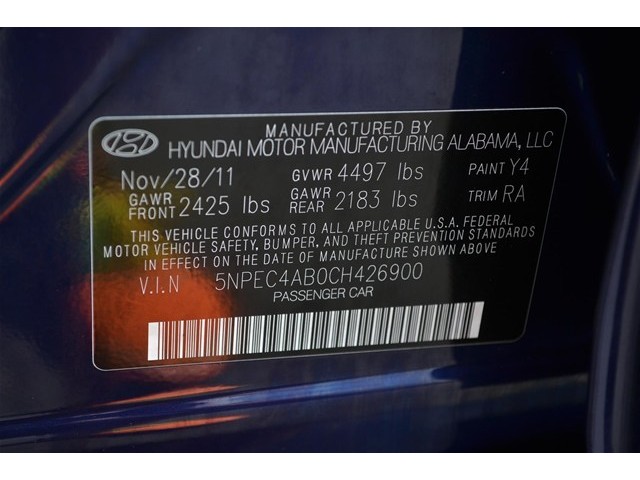 MANUFACTURED BY
HYUNDAI MOTOR MANUFACTURING ALABAMA, LLC
Nov/28/11 GVWR 4497 lbs PAINT Y4
GAWR FRONT 2425 lbs GAWR REAR 2183 lbs TRIM RA
THIS VEHICLE CONFORMS TO APPLICABLE U.S.A. FEDERAL
MOTOR VEHICLE SAFETY, BUMPER, AND THEFT PREVENTION STANDARDS
IN EFFECT ON THE DATE OF MANUFACTURE SHOWN ABOVE.
V.I.N 5NPEC4AB0CH426900
PASSENGER CAR